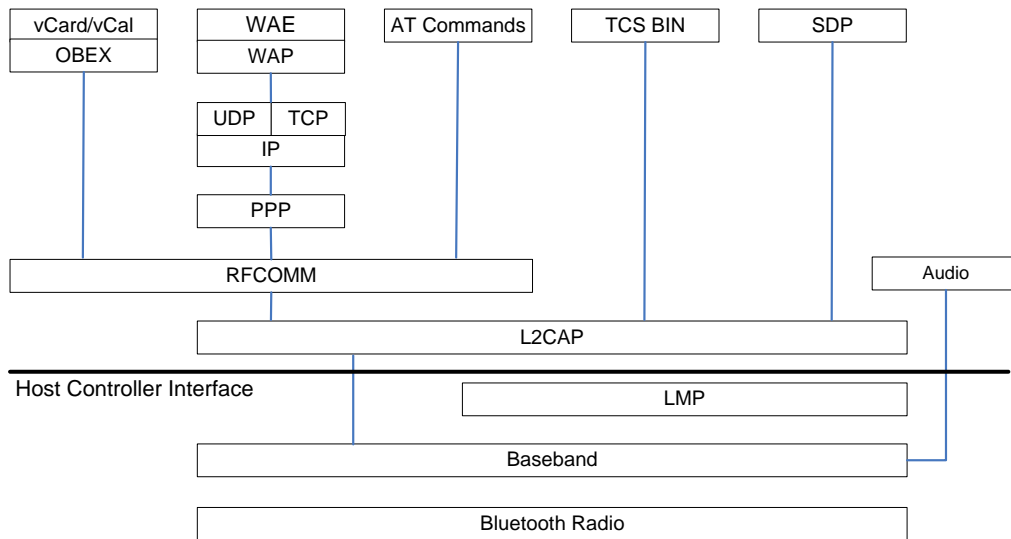 vCard/vCal
OBEX
WAE
WAP
AT Commands
TCS BIN
SDP
UDP
TCP
IP
PPP
RFCOMM
Audio
L2CAP
Host Controller Interface
LMP
Baseband
Bluetooth Radio